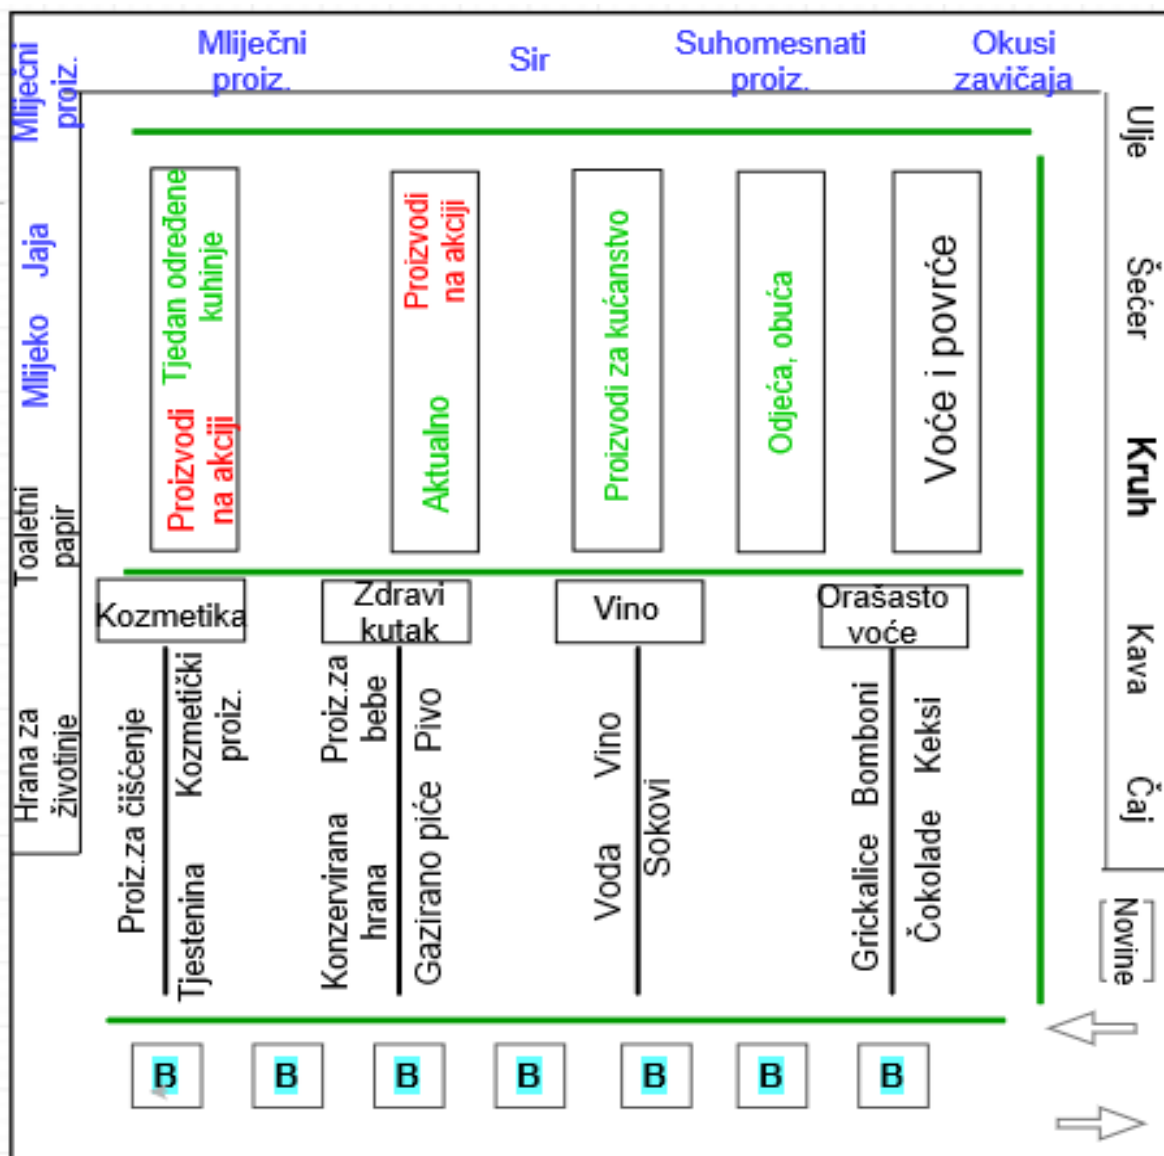 Mliječni
proiz.
Mliječni
proiz.
Sir
Suhomesnati
proiz.
Okusi
zavičaja
Jaja
Mlijeko
Toaletni
papir
Hrana za
životinje
Tjedan određene
kuhinje
Proizvodi
na akciji
Proizvodi
na akciji
Aktualno
Proizvodi za kućanstvo
Odjeća, obuća
Voće i povrće
Ulje
Šećer
Kruh
Kava
Čaj
Novine
Kozmetika
Zdravi
kutak
Vino
Orašasto
voće
Proiz.za čišćenje
Kozmetički
proiz.
Tjestenina
Proiz.za
bebe
Konzervirana
hrana
Pivo
Gazirano piće
Vino
Voda
Sokovi
Bomboni
Grickalice
Keksi
Čokolade
B
B
B
B
B
B
B